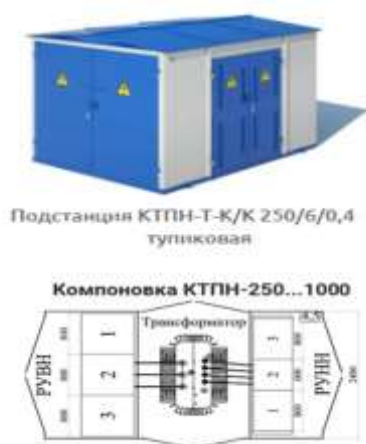 Подстанция КТПН-Т-К/К 250/6/0,4
тупиковая
Компоновка КТПН-250...1000
Трансформатор
РУВН
1
2
3
3
2
1
РУНН